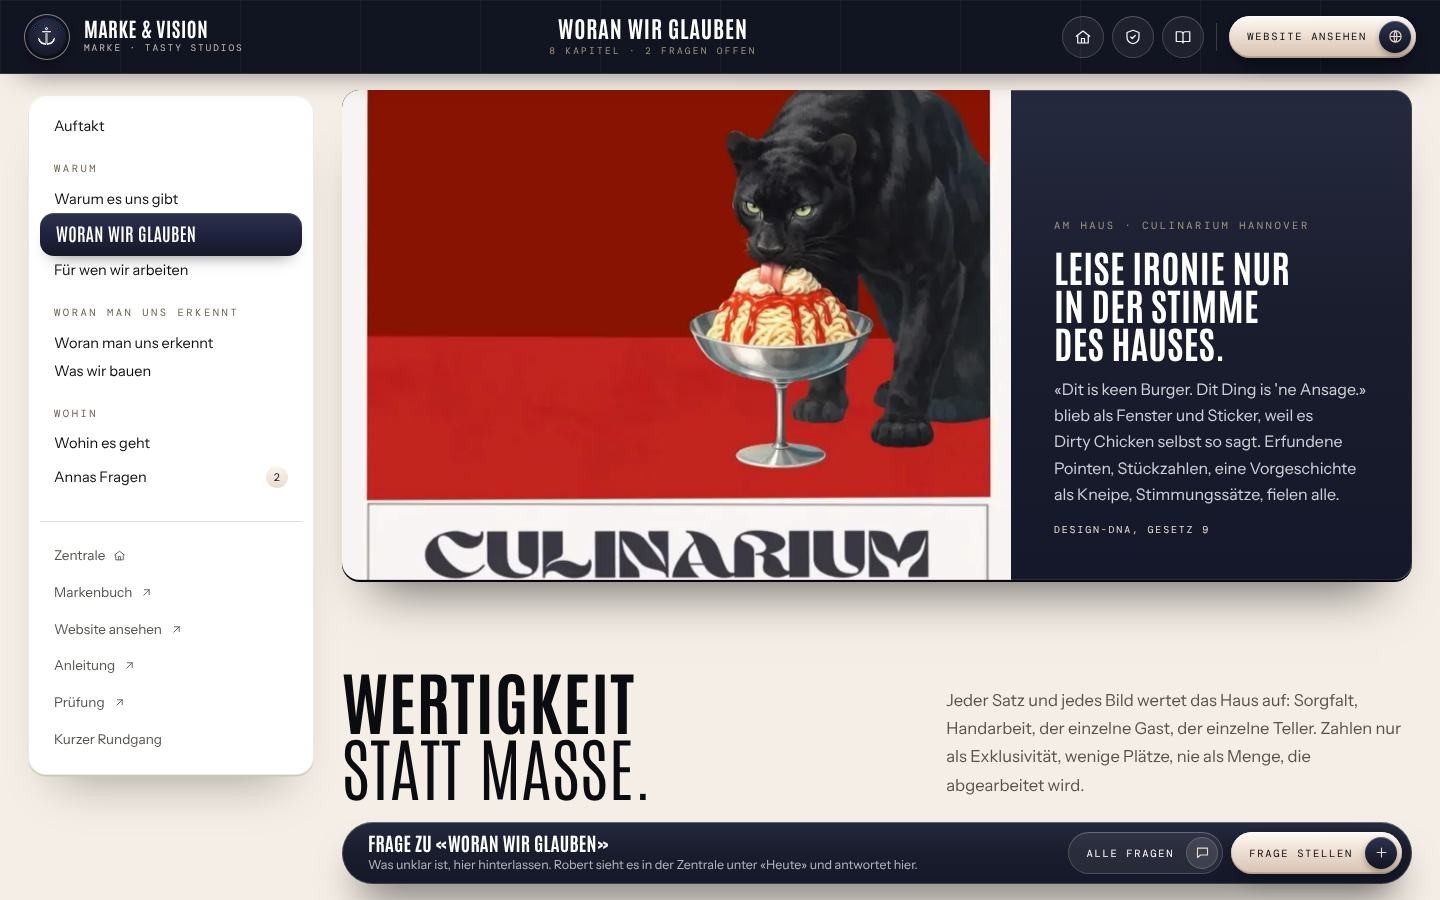 MARKE & VISION
MARKE · TASTY STUDIOS
WORAN WIR GLAUBEN
8 KAPITEL · 2 FRAGEN OFFEN
WEBSITE ANSEHEN
Auftakt
WARUM
Warum es uns gibt
WORAN WIR GLAUBEN
Für wen wir arbeiten
WORAN MAN UNS ERKENNT
Woran man uns erkennt
Was wir bauen
WOHIN
Wohin es geht
Annas Fragen
2
Zentrale
Markenbuch
Website ansehen
Anleitung
Prüfung
Kurzer Rundgang
CULINARIUM
AM HAUS · CULINARIUM HANNOVER
LEISE IRONIE NUR
IN DER STIMME
DES HAUSES.
«Dit is keen Burger. Dit Ding is 'ne Ansage.»
blieb als Fenster und Sticker, weil es
Dirty Chicken selbst so sagt. Erfundene
Pointen, Stückzahlen, eine Vorgeschichte
als Kneipe, Stimmungssätze, fielen alle.
DESIGN-DNA, GESETZ 9
WERTIGKEIT
STATT MASSE.
Jeder Satz und jedes Bild wertet das Haus auf: Sorgfalt,
Handarbeit, der einzelne Gast, der einzelne Teller. Zahlen nur
als Exklusivität, wenige Plätze, nie als Menge, die
abgearbeitet wird.
FRAGE ZU «WORAN WIR GLAUBEN»
Was unklar ist, hier hinterlassen. Robert sieht es in der Zentrale unter «Heute» und antwortet hier.
ALLE FRAGEN
FRAGE STELLEN